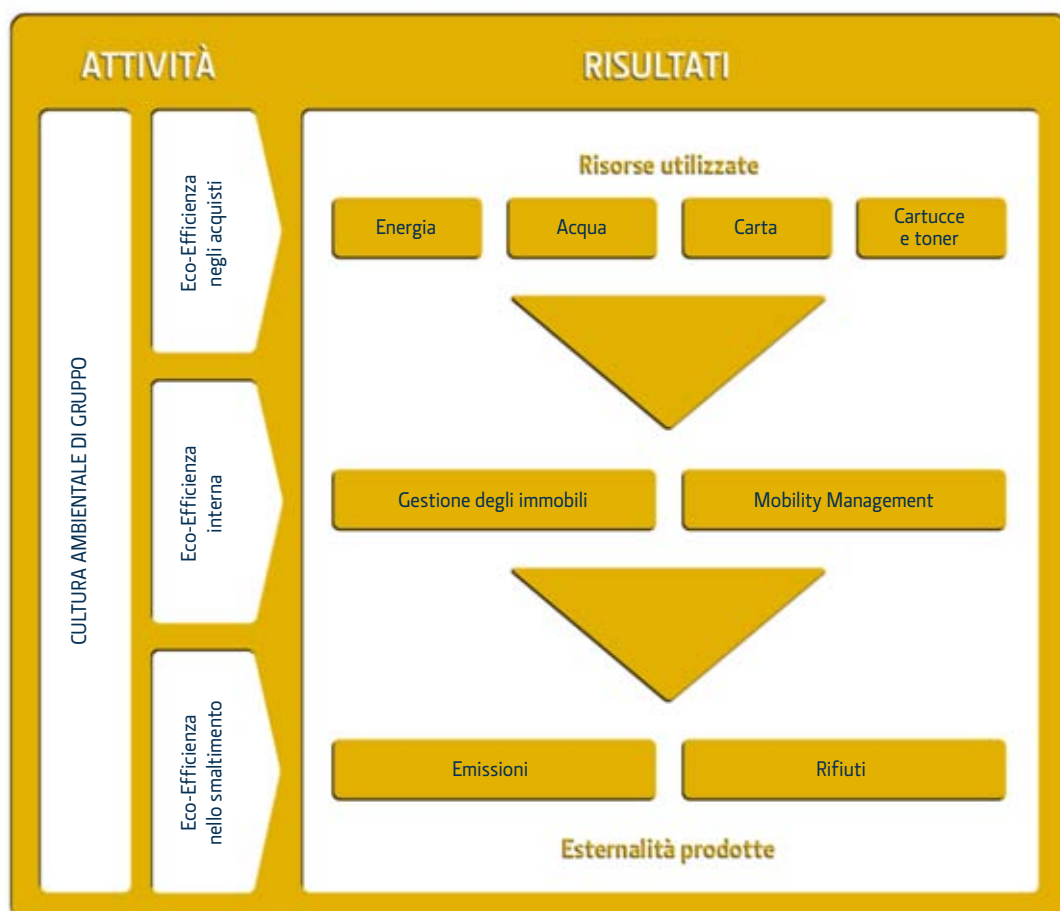 ATTIVITÀ
RISULTATI
CULTURA AMBIENTALE DI GRUPPO
Eco-Efficienza
negli acquisti
Eco-Efficienza
interna
Eco-Efficienza
nello smaltimento
Risorse utilizzate
Energia
Acqua
Carta
Cartucce
e toner
Gestione degli immobili
Mobility Management
Emissioni
Rifiuti
Esternalità prodotte